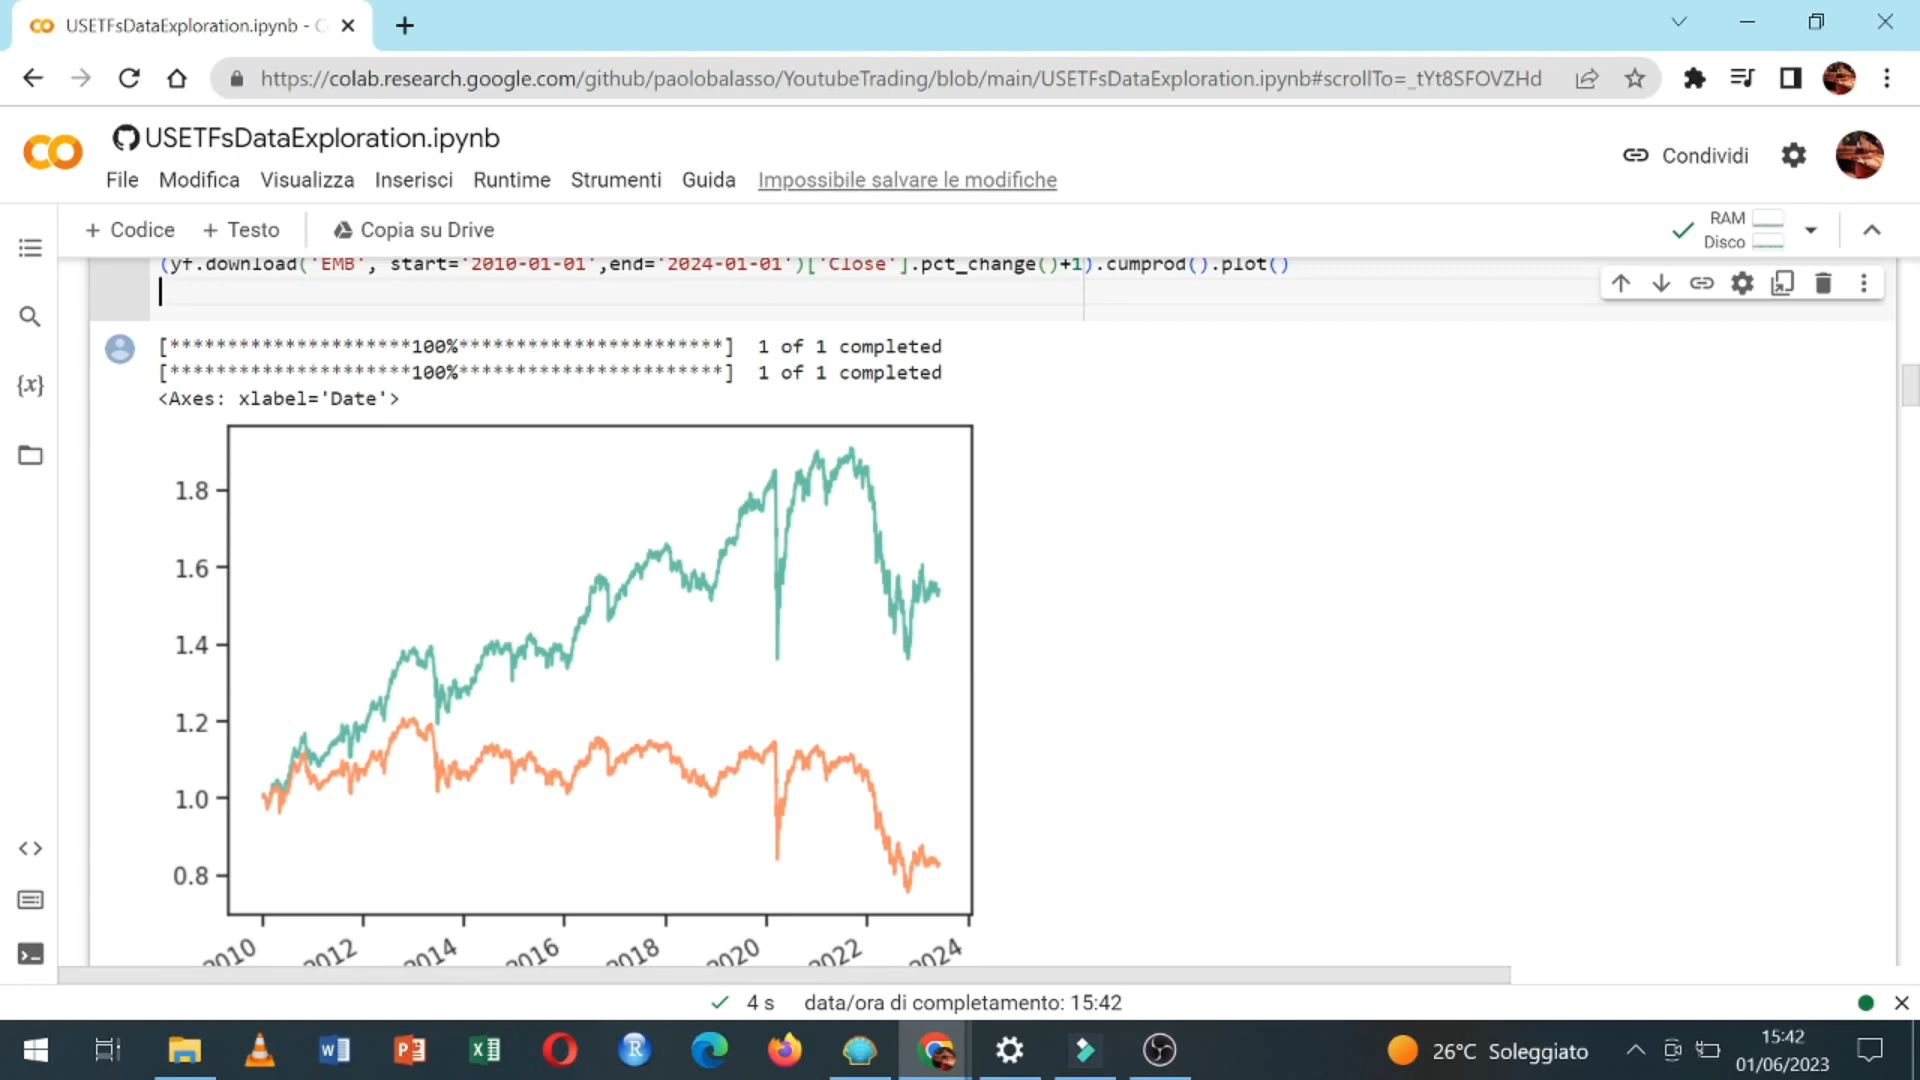 USETFsDataExploration.ipynb - C
https://colab.research.google.com/github/paolobalasso/YoutubeTrading/blob/main/USETFsDataExploration.ipynb#scrollTo=_tYt8SFOVZHd
USETFsDataExploration.ipynb
File Modifica Visualizza Inserisci Runtime Strumenti Guida Impossibile salvare le modifiche
Condividi
+ Codice + Testo Copia su Drive
RAM
Disco
(yf.download('EMB', start='2010-01-01',end='2024-01-01')['Close'].pct_change()+1).cumprod().plot()
{x}
[*********************100%***********************] 1 of 1 completed
[*********************100%***********************] 1 of 1 completed
<Axes: xlabel='Date'>
1.8
1.6
1.4
1.2
1.0
0.8
2010 2012 2014 2016 2018 2020 2022 2024
4 s data/ora di completamento: 15:42
26°C Soleggiato
15:42
01/06/2023